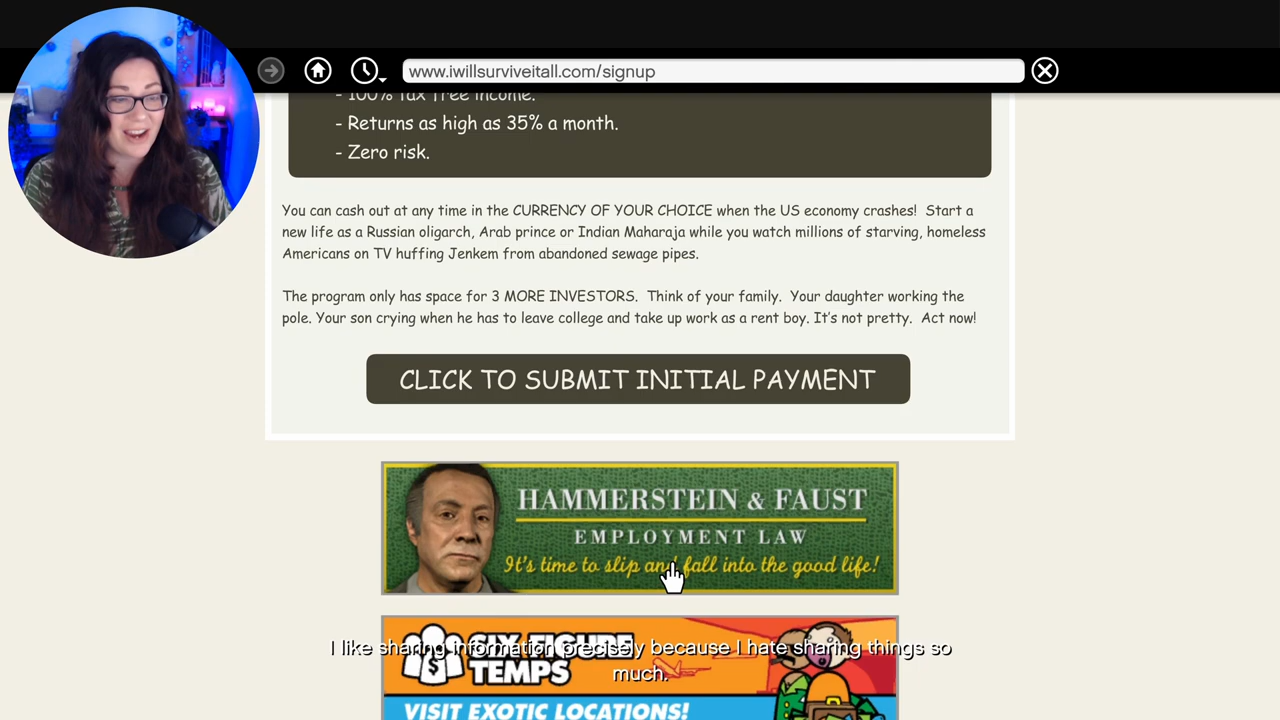 www.iwillsurviveitall.com/signup
- 100% Tax free income.
- Returns as high as 35% a month.
- Zero risk.
You can cash out at any time in the CURRENCY OF YOUR CHOICE when the US economy crashes! Start a
new life as a Russian oligarch, Arab prince or Indian Maharaja while you watch millions of starving, homeless
Americans on TV huffing Jenkem from abandoned sewage pipes.
The program only has space for 3 MORE INVESTORS. Think of your family. Your daughter working the
pole. Your son crying when he has to leave college and take up work as a rent boy. It's not pretty. Act now!
CLICK TO SUBMIT INITIAL PAYMENT
HAMMERSTEIN & FAUST
EMPLOYMENT LAW
It's time to slip and fall into the good life!
SIX FIGURE
I like sharing information precisely because I hate sharing things so
much.
TEMPS
VISIT EXOTIC LOCATIONS!